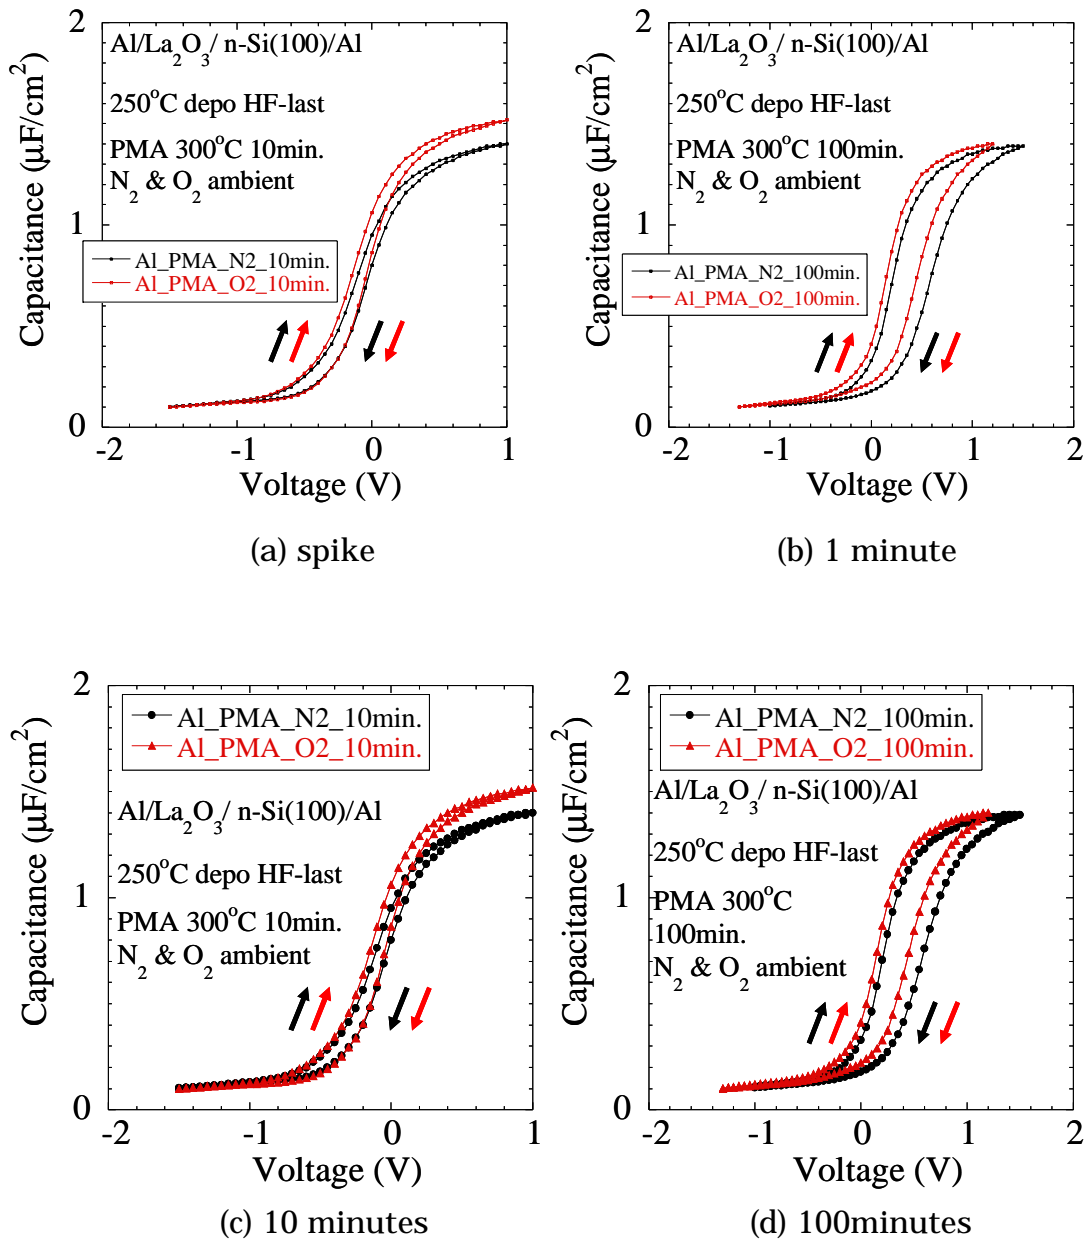 2
1
0
Capacitance (μF/cm²)
Al/La₂O₃/ n-Si(100)/Al
250°C depo HF-last
PMA 300°C 10min.
N₂ & O₂ ambient
Al_PMA_N2_10min.
Al_PMA_O2_10min.
-2 -1 0 1
Voltage (V)
(a) spike
2
1
0
Capacitance (μF/cm²)
Al/La₂O₃/ n-Si(100)/Al
250°C depo HF-last
PMA 300°C 100min.
N₂ & O₂ ambient
Al_PMA_N2_100min.
Al_PMA_O2_100min.
-2 -1 0 1 2
Voltage (V)
(b) 1 minute
2
1
0
Capacitance (μF/cm²)
Al_PMA_N2_10min.
Al_PMA_O2_10min.
Al/La₂O₃/ n-Si(100)/Al
250°C depo HF-last
PMA 300°C 10min.
N₂ & O₂ ambient
-2 -1 0 1
Voltage (V)
(c) 10 minutes
2
1
0
Capacitance (μF/cm²)
Al_PMA_N2_100min.
Al_PMA_O2_100min.
Al/La₂O₃/ n-Si(100)/Al
250°C depo HF-last
PMA 300°C
100min.
N₂ & O₂ ambient
-2 -1 0 1 2
Voltage (V)
(d) 100minutes